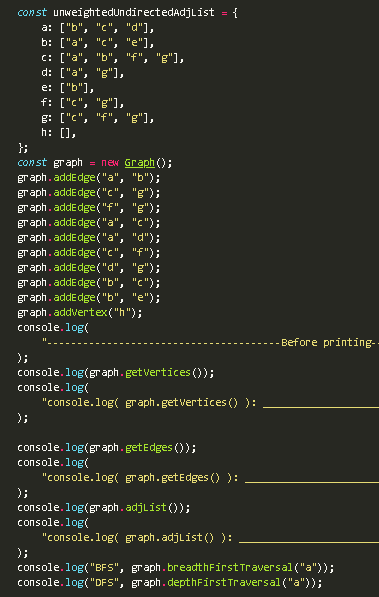 const unweightedUndirectedAdjList = {
a: ["b", "c", "d"],
b: ["a", "c", "e"],
c: ["a", "b", "f", "g"],
d: ["a", "g"],
e: ["b"],
f: ["c", "g"],
g: ["c", "f", "g"],
h: [],
};
const graph = new Graph();
graph.addEdge("a", "b");
graph.addEdge("c", "g");
graph.addEdge("f", "g");
graph.addEdge("a", "c");
graph.addEdge("a", "d");
graph.addEdge("c", "f");
graph.addEdge("d", "g");
graph.addEdge("b", "c");
graph.addEdge("b", "e");
graph.addVertex("h");
console.log(
"---------------------------------------Before printing--
);
console.log(graph.getVertices());
console.log(
"console.log( graph.getVertices() ): ____________________
);
console.log(graph.getEdges());
console.log(
"console.log( graph.getEdges() ): _______________________
);
console.log(graph.adjList());
console.log(
"console.log( graph.adjList() ): ________________________
);
console.log("BFS", graph.breadthFirstTraversal("a"));
console.log("DFS", graph.depthFirstTraversal("a"));